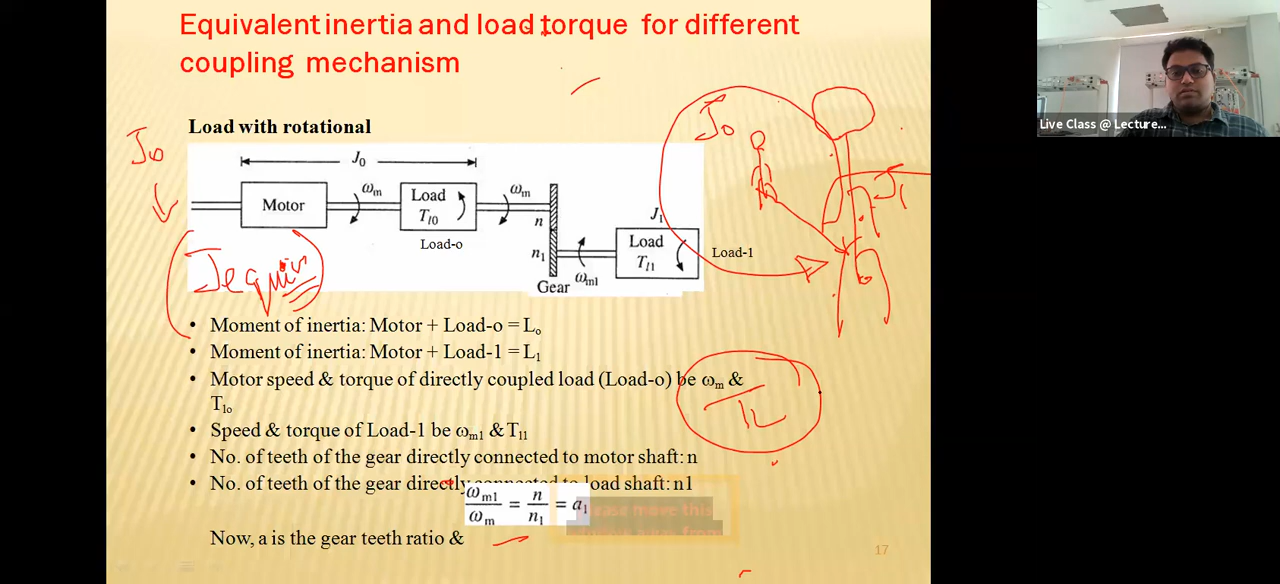 Equivalent inertia and load torque for different
coupling mechanism
Load with rotational
J₀
J₀
J₀
Motor
ωm
Load
Tl0
Load-o
ωm
n
n₁
Gear
ωm1
J₁
Load
Tl1
Load-1
J₁
Jequiv
• Moment of inertia: Motor + Load-o = Lo
• Moment of inertia: Motor + Load-1 = L1
• Motor speed & torque of directly coupled load (Load-o) be ωm &
Tlo
• Speed & torque of Load-1 be ωm1 & Tl1
• No. of teeth of the gear directly connected to motor shaft: n
• No. of teeth of the gear directly connected to load shaft: n1
ωm1/ωm = n/n₁ = a₁
Please move this
Now, a is the gear teeth ratio &
TL
17
Live Class @ Lecture...